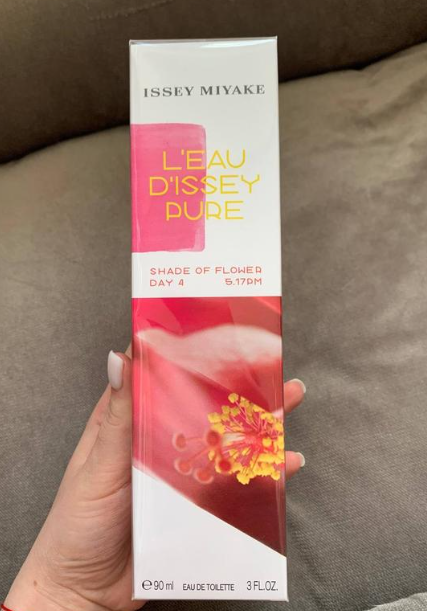 ISSEY MIYAKE
L'EAU
D'ISSEY
PURE
SHADE OF FLOWER
DAY 4 5.17PM
℮ 90 ml EAU DE TOILETTE 3 FL.OZ.